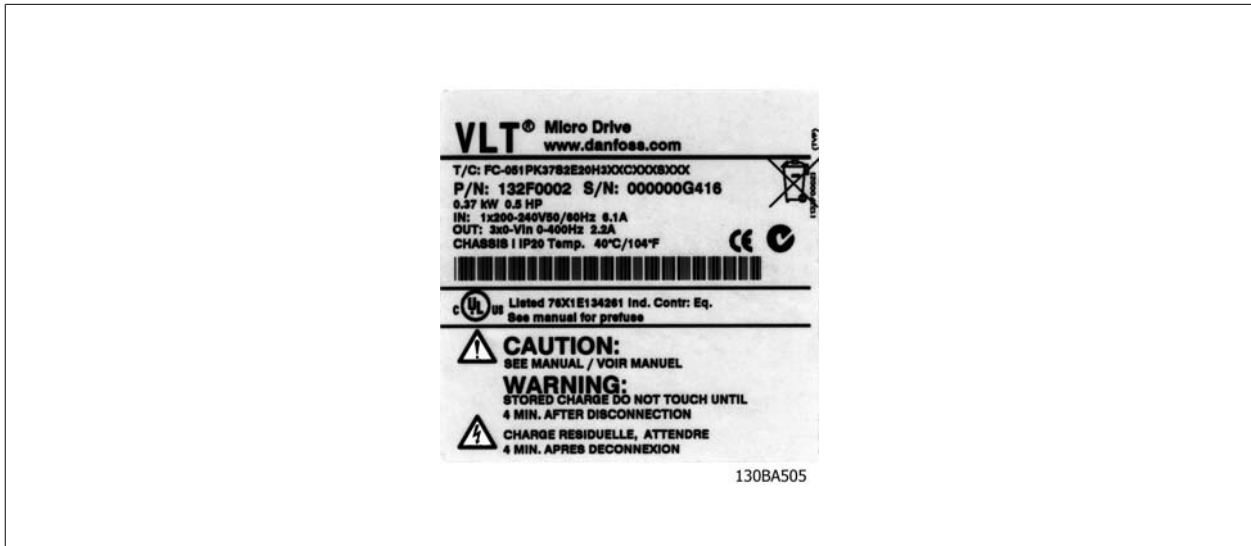 VLT® Micro Drive
www.danfoss.com
T/C: FC-051PK37S2E20H3XXCXXXSXXX
P/N: 132F0002 S/N: 000000G416
0.37 kW 0.5 HP
IN: 1x200-240V50/60Hz 6.1A
OUT: 3x0-Vin 0-400Hz 2.2A
CHASSIS I IP20 Temp. 40°C/104°F
CE
C UL US Listed 76X1E134261 Ind. Contr: Eq.
See manual for prefuse
CAUTION:
SEE MANUAL / VOIR MANUEL
WARNING:
STORED CHARGE DO NOT TOUCH UNTIL
4 MIN. AFTER DISCONNECTION
CHARGE RESIDUELLE, ATTENDRE
4 MIN. APRES DECONNEXION
130BA505